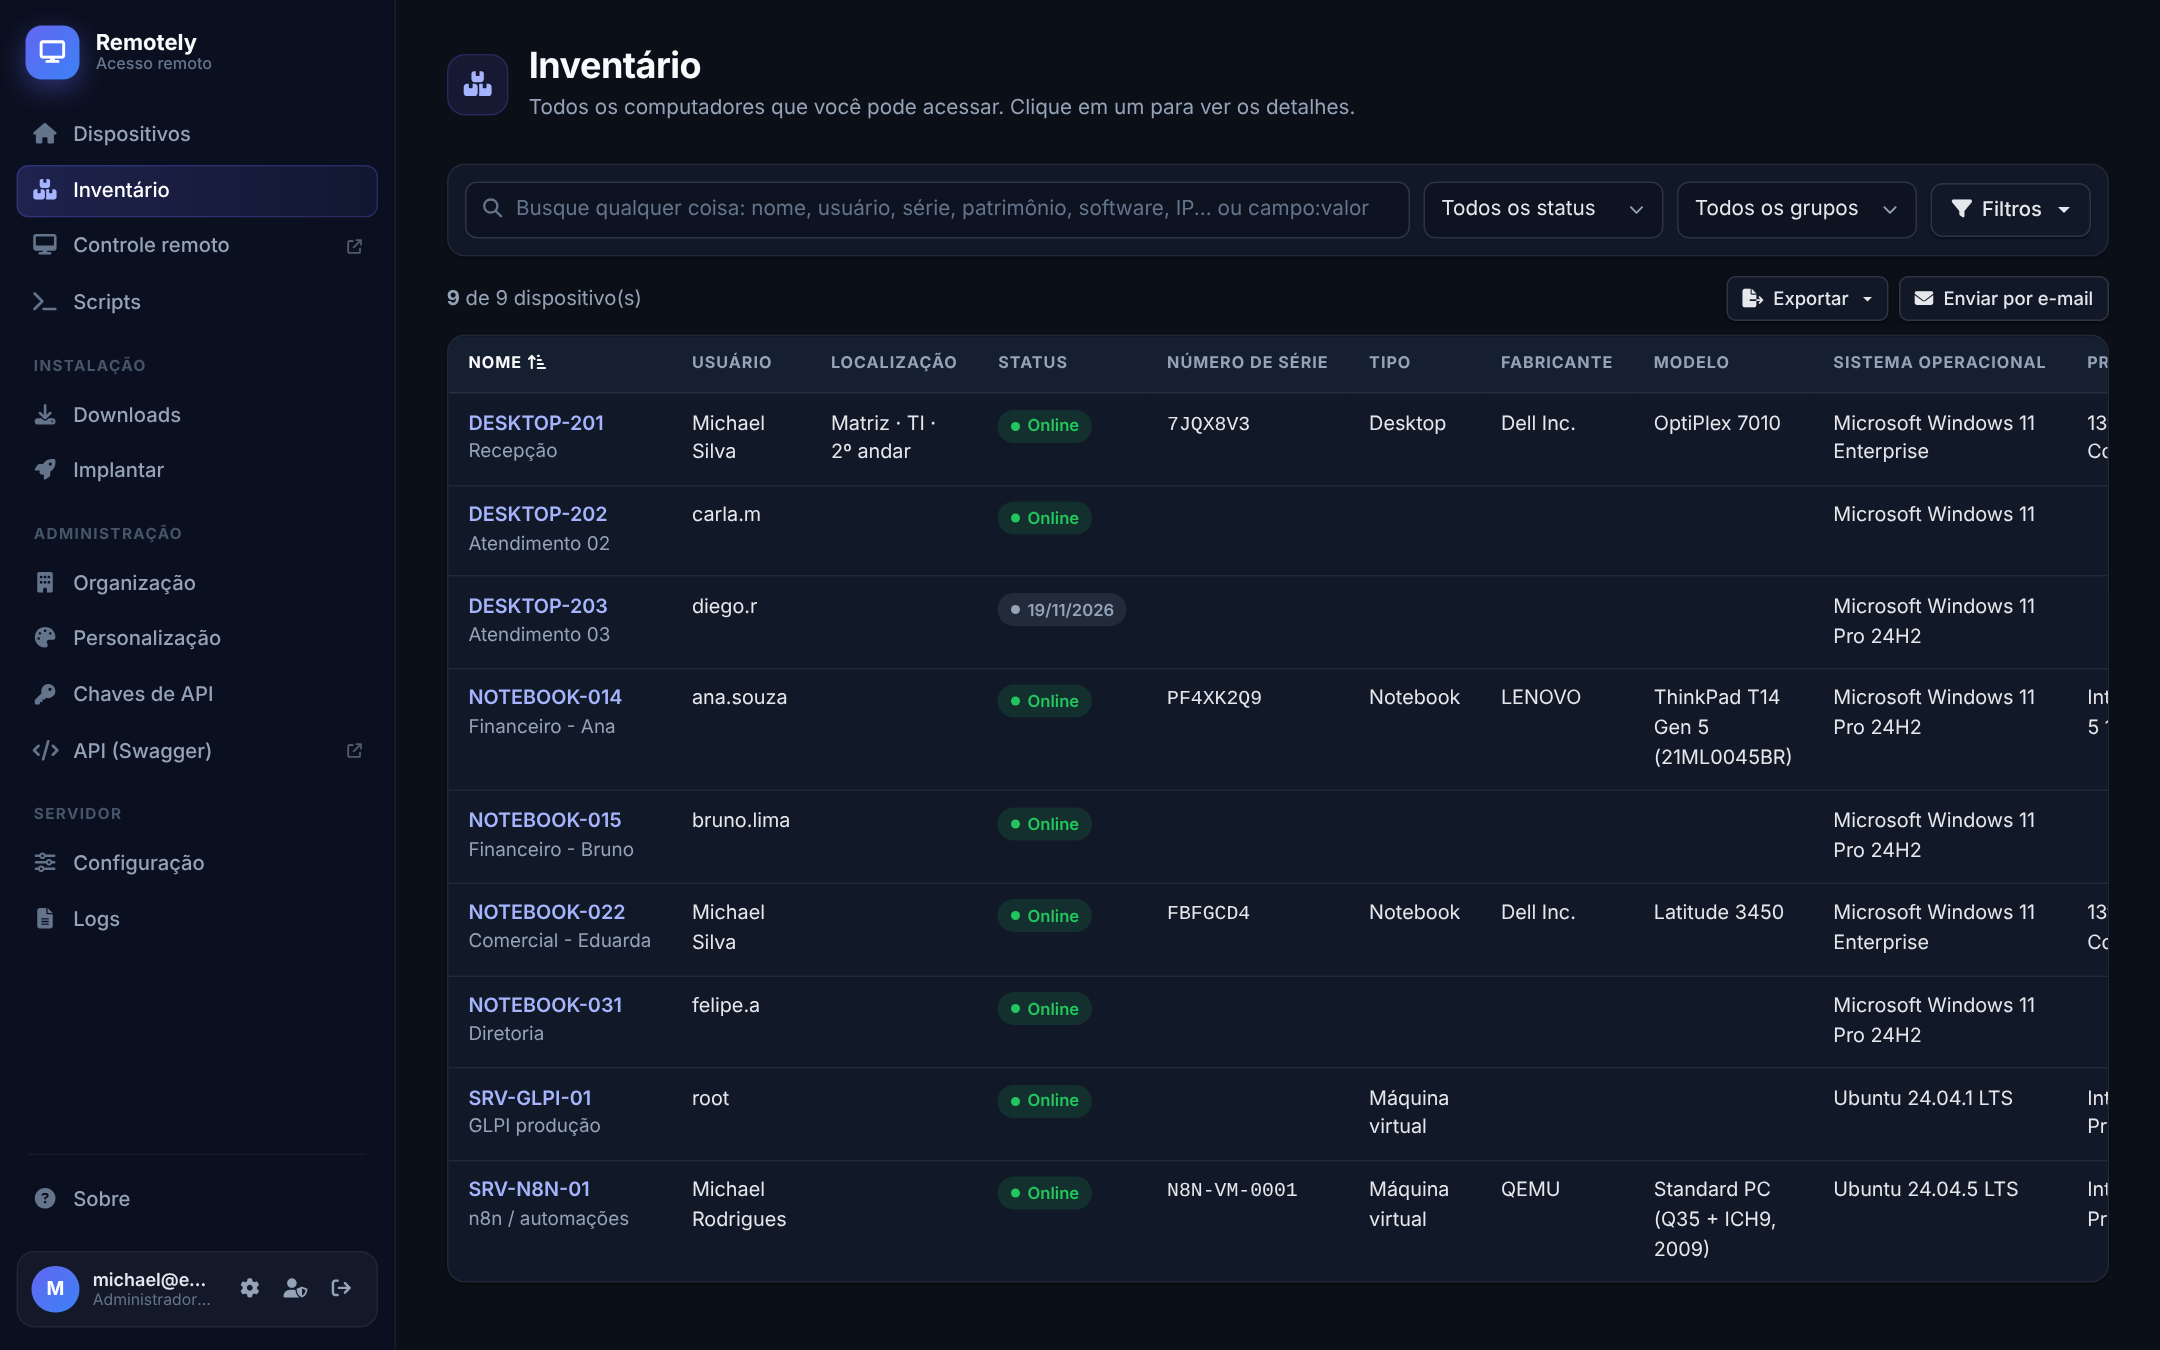 Remotely
Acesso remoto
Dispositivos
Inventário
Controle remoto
Scripts
INSTALAÇÃO
Downloads
Implantar
ADMINISTRAÇÃO
Organização
Personalização
Chaves de API
API (Swagger)
SERVIDOR
Configuração
Logs
Sobre
M
michael@e...
Administrador...
Inventário
Todos os computadores que você pode acessar. Clique em um para ver os detalhes.
Busque qualquer coisa: nome, usuário, série, patrimônio, software, IP... ou campo:valor
Todos os status
Todos os grupos
Filtros
9 de 9 dispositivo(s)
Exportar
Enviar por e-mail
NOME USUÁRIO LOCALIZAÇÃO STATUS NÚMERO DE SÉRIE TIPO FABRICANTE MODELO SISTEMA OPERACIONAL PR
DESKTOP-201 Michael Matriz · TI · Online 7JQX8V3 Desktop Dell Inc. OptiPlex 7010 Microsoft Windows 11 13
Recepção Silva 2º andar Enterprise Co
DESKTOP-202 carla.m Online Microsoft Windows 11
Atendimento 02
DESKTOP-203 diego.r 19/11/2026 Microsoft Windows 11
Atendimento 03 Pro 24H2
NOTEBOOK-014 ana.souza Online PF4XK2Q9 Notebook LENOVO ThinkPad T14 Microsoft Windows 11 Int
Financeiro - Ana Gen 5 Pro 24H2 5
(21ML0045BR)
NOTEBOOK-015 bruno.lima Online Microsoft Windows 11
Financeiro - Bruno Pro 24H2
NOTEBOOK-022 Michael Online FBFGCD4 Notebook Dell Inc. Latitude 3450 Microsoft Windows 11 13
Comercial - Eduarda Silva Enterprise Co
NOTEBOOK-031 felipe.a Online Microsoft Windows 11
Diretoria Pro 24H2
SRV-GLPI-01 root Online Máquina Ubuntu 24.04.1 LTS Int
GLPI produção virtual Pr
SRV-N8N-01 Michael Online N8N-VM-0001 Máquina QEMU Standard PC Ubuntu 24.04.5 LTS Int
n8n / automações Rodrigues virtual (Q35 + ICH9, Pr
2009)